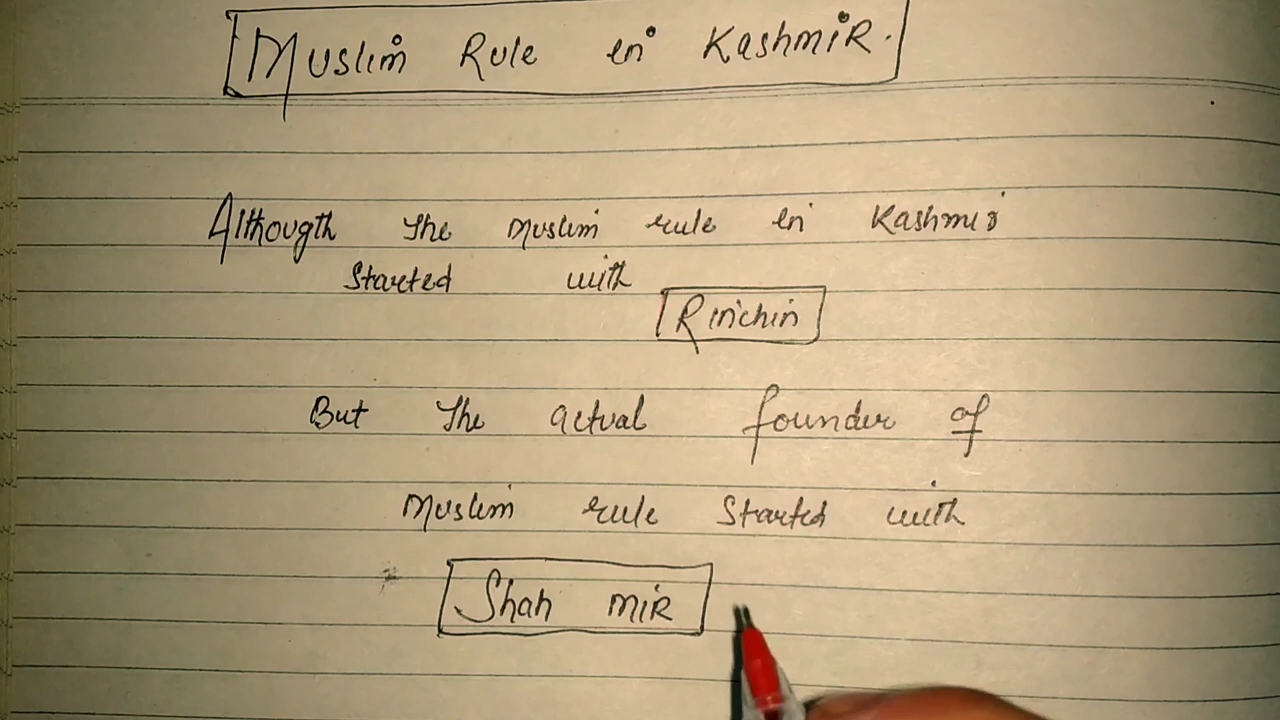 Muslim Rule in Kashmir.
Althougth the Muslim rule in Kashmir
Started with
Rinchin
But the actual founder of
Muslim rule Started with
Shah MiR